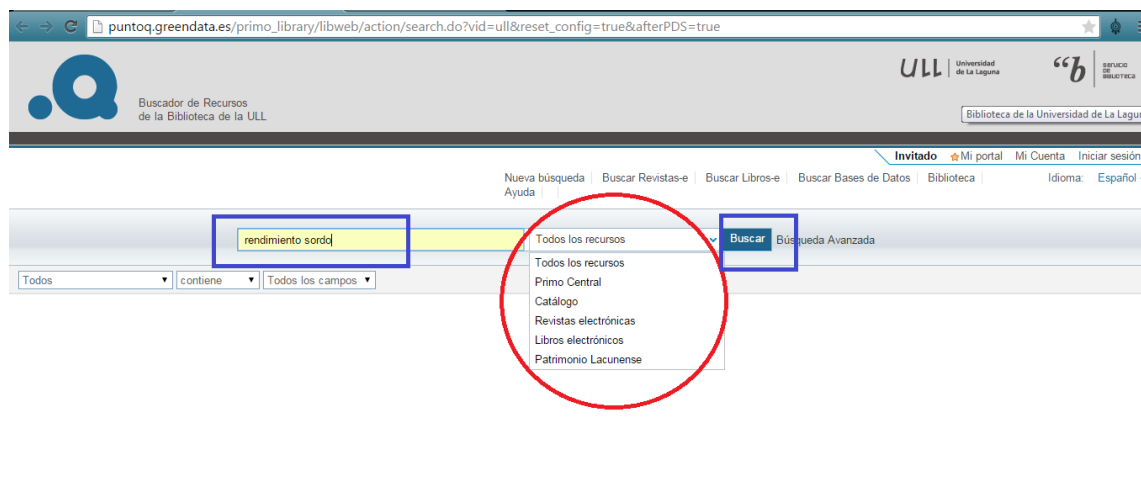 puntoq.greendata.es/primo_library/libweb/action/search.do?vid=ull&reset_config=true&afterPDS=true
.Q
Buscador de Recursos
de la Biblioteca de la ULL
ULL Universidad
de La Laguna
“b SERVICIO
DE
BIBLIOTECA
Biblioteca de la Universidad de La Lagu
Invitado Mi portal Mi Cuenta Iniciar sesión
Nueva búsqueda Buscar Revistas-e Buscar Libros-e Buscar Bases de Datos Biblioteca Idioma: Español
Ayuda
rendimiento sordo Todos los recursos Buscar Búsqueda Avanzada
Todos los recursos
Todos contiene Todos los campos Primo Central
Catálogo
Revistas electrónicas
Libros electrónicos
Patrimonio Lacunense